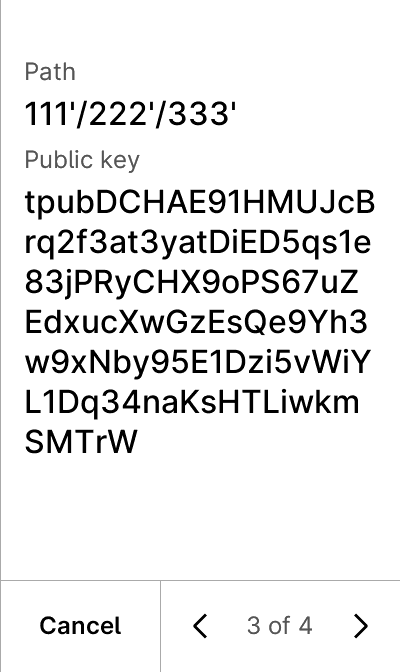 Path
111'/222'/333'
Public key
tpubDCHAE91HMUJcB
rq2f3at3yatDiED5qs1e
83jPRyCHX9oPS67uZ
EdxucXwGzEsQe9Yh3
w9xNby95E1Dzi5vWiY
L1Dq34naKsHTLiwkm
SMTrW
Cancel
3 of 4